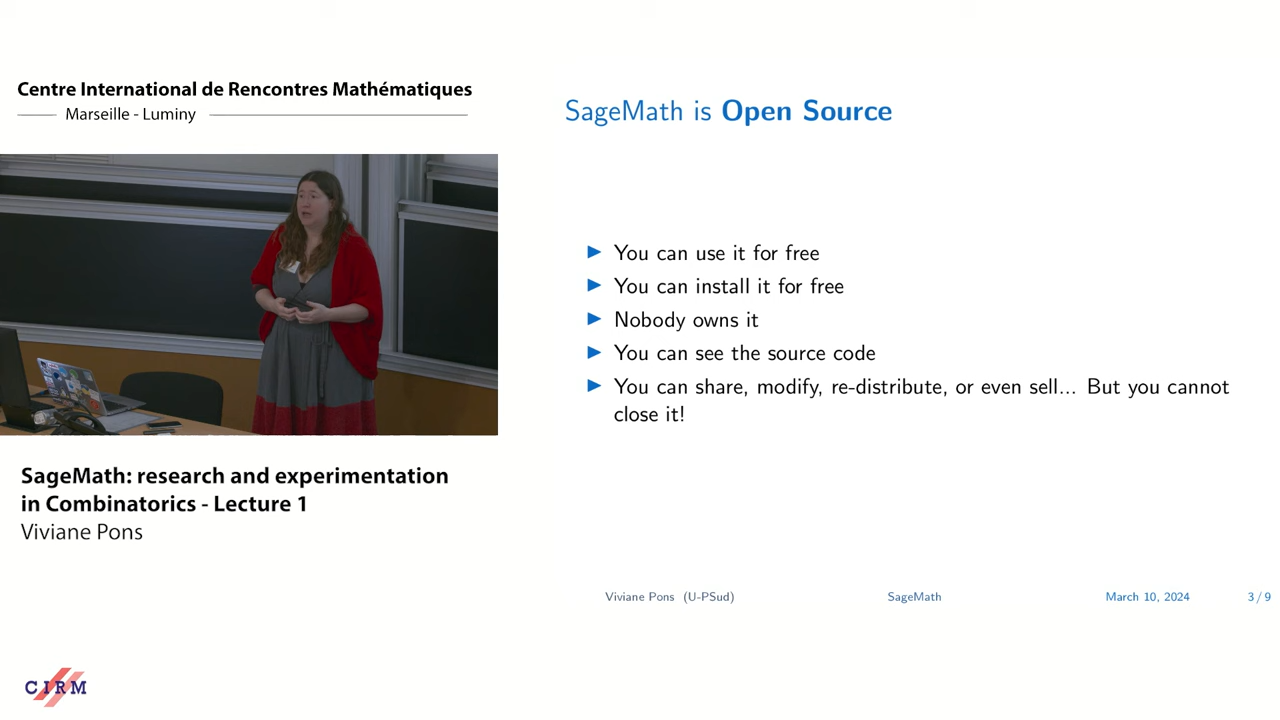 Centre International de Rencontres Mathématiques
Marseille - Luminy
SageMath: research and experimentation
in Combinatorics - Lecture 1
Viviane Pons
CIRM
SageMath is Open Source
You can use it for free
You can install it for free
Nobody owns it
You can see the source code
You can share, modify, re-distribute, or even sell... But you cannot
close it!
Viviane Pons (U-PSud) SageMath March 10, 2024 3 / 9